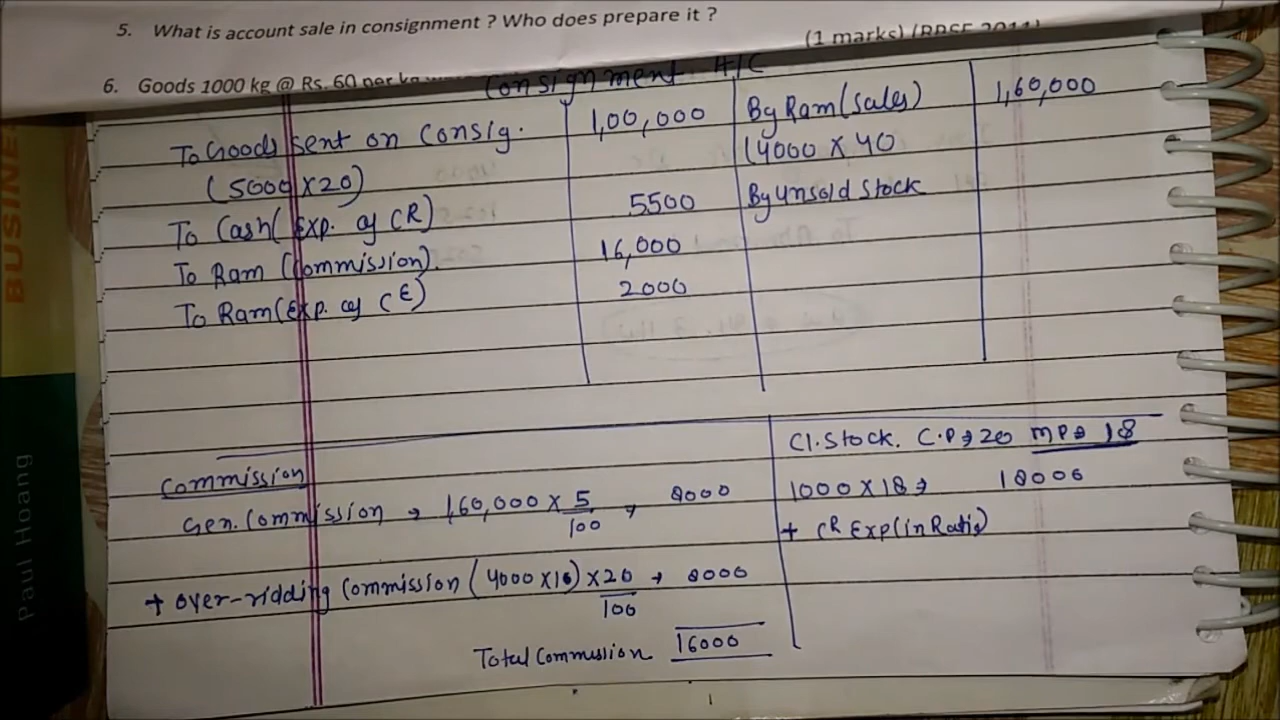 5. What is account sale in consignment ? Who does prepare it ?
(1 marks)
6. Goods 1000 kg @ Rs. 60 per kg
Consignment A/C
To Goods sent on Consig. 1,00,000 By Ram (sales) 1,60,000
(5000 X 20) (4000 X 40
To Cash ( Exp. of CR) 5500 By Unsold Stock
To Ram (Commission). 16,000
To Ram (Exp. of CE) 2000
Commission
Gen. Commission → 1,60,000 X 5/100 → 8000
+ over-ridding Commission (4000 X 10) X 20/100 → 8000
Total Commission 16000
Cl. Stock. C.P → 20 MP → 18
1000 X 18 → 18000
+ CR Exp (in Ratio)
BUSINE
Paul Hoang